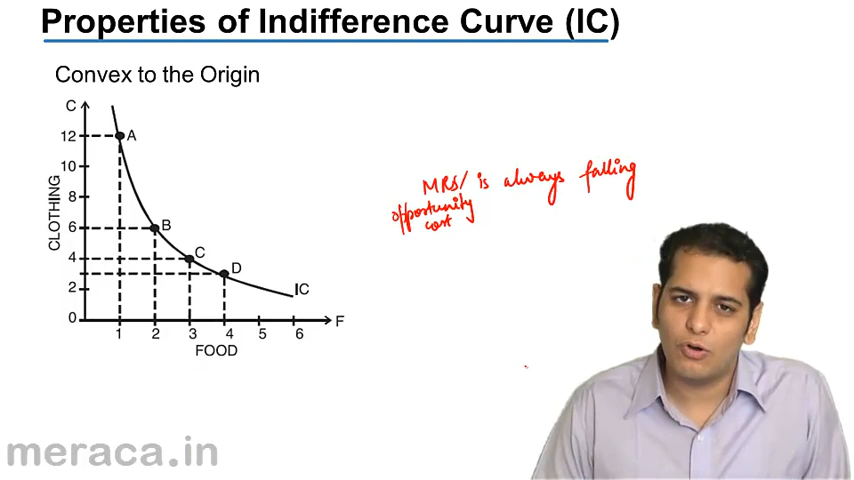 Properties of Indifference Curve (IC)
Convex to the Origin
C
12
A
10
8
CLOTHING
6
B
4
C
D
2
IC
0
1
2
3
4
5
6
F
FOOD
MRS/ is always falling
opportunity
cost
meraca.in